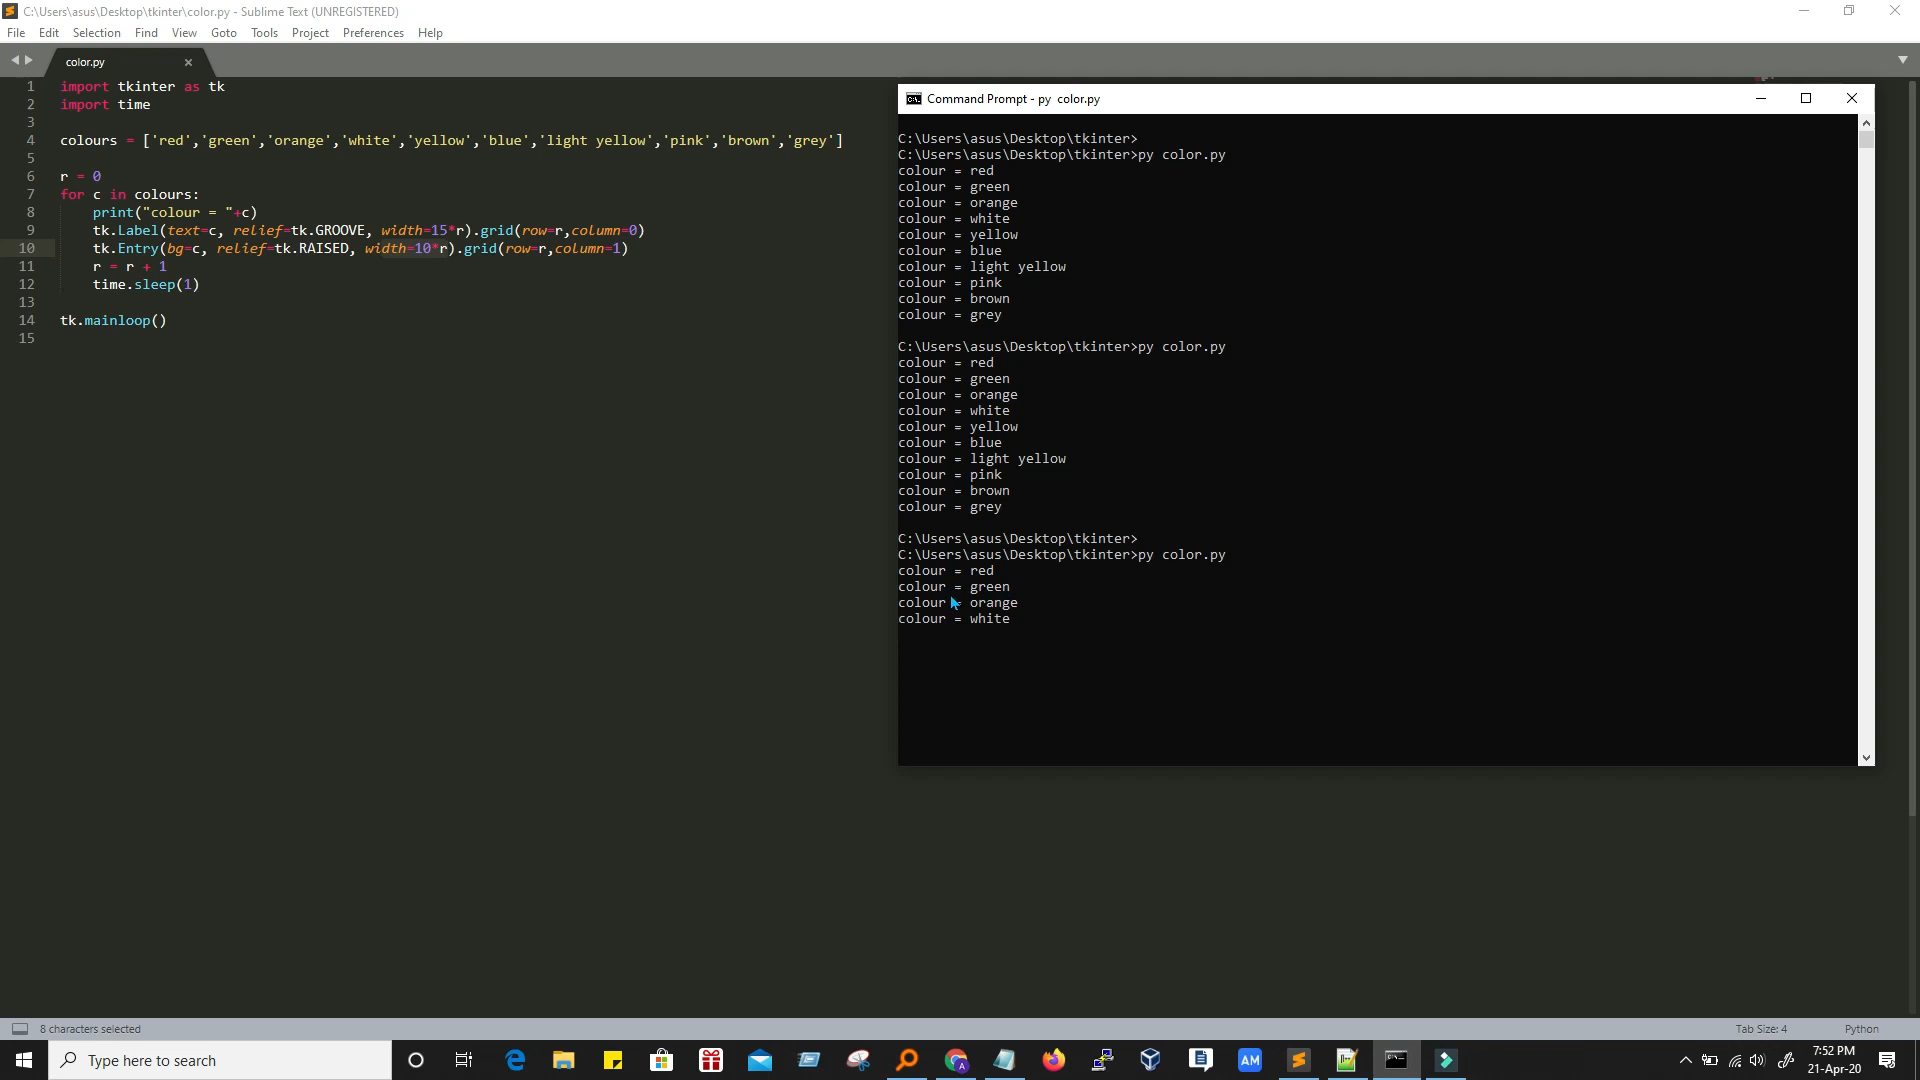 C:\Users\asus\Desktop\tkinter\color.py - Sublime Text (UNREGISTERED)
File Edit Selection Find View Goto Tools Project Preferences Help
color.py
1 import tkinter as tk
2 import time
3
4 colours = ['red','green','orange','white','yellow','blue','light yellow','pink','brown','grey']
5
6 r = 0
7 for c in colours:
8     print("colour = "+c)
9     tk.Label(text=c, relief=tk.GROOVE, width=15*r).grid(row=r,column=0)
10     tk.Entry(bg=c, relief=tk.RAISED, width=10*r).grid(row=r,column=1)
11     r = r + 1
12     time.sleep(1)
13
14 tk.mainloop()
15
Command Prompt - py  color.py
C:\Users\asus\Desktop\tkinter>
C:\Users\asus\Desktop\tkinter>py color.py
colour = red
colour = green
colour = orange
colour = white
colour = yellow
colour = blue
colour = light yellow
colour = pink
colour = brown
colour = grey
C:\Users\asus\Desktop\tkinter>py color.py
colour = red
colour = green
colour = orange
colour = white
colour = yellow
colour = blue
colour = light yellow
colour = pink
colour = brown
colour = grey
C:\Users\asus\Desktop\tkinter>
C:\Users\asus\Desktop\tkinter>py color.py
colour = red
colour = green
colour = orange
colour = white
8 characters selected
Tab Size: 4
Python
Type here to search
AM
7:52 PM
21-Apr-20